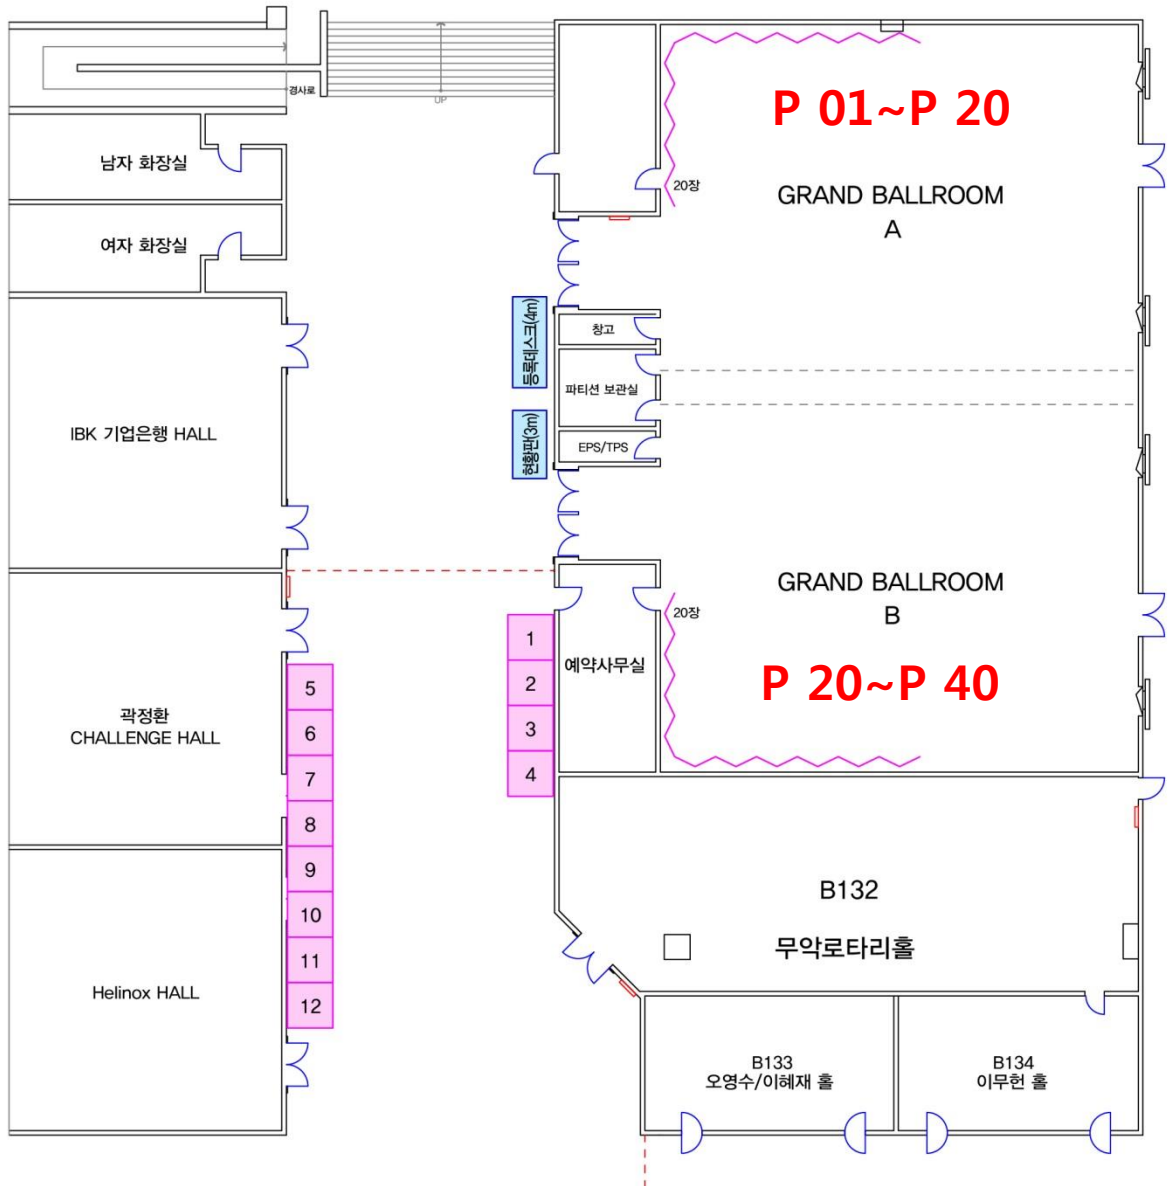 경사로
UP
남자 화장실
여자 화장실
IBK 기업은행 HALL
곽정환
CHALLENGE HALL
Helinox HALL
5
6
7
8
9
10
11
12
등록데스크(4m)
현황판(3m)
1
2
3
4
창고
파티션 보관실
EPS/TPS
예약사무실
P 01~P 20
20장
GRAND BALLROOM
A
GRAND BALLROOM
B
20장
P 20~P 40
B132
무악로타리홀
B133
오영수/이혜재 홀
B134
이무헌 홀